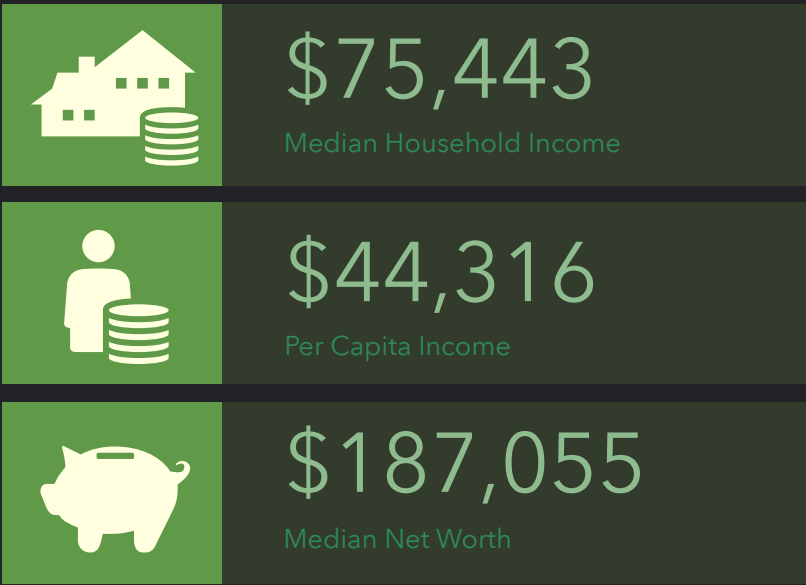 $75,443
Median Household Income
$44,316
Per Capita Income
$187,055
Median Net Worth